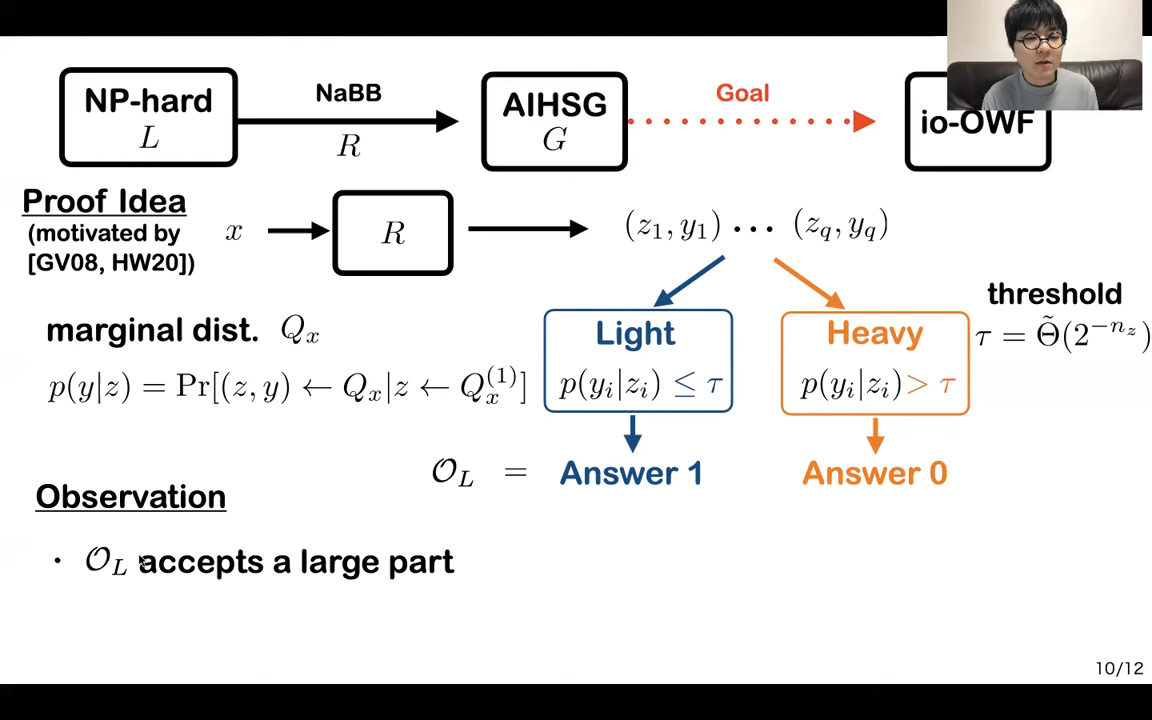 NP-hard
L
NaBB
R
AIHSG
G
Goal
io-OWF
Proof Idea
(motivated by
[GV08, HW20])
x
R
(z_1, y_1) ••• (z_q, y_q)
threshold
τ = Θ̃(2^{-n_z})
marginal dist. Q_x
p(y|z) = Pr[(z, y) ← Q_x|z ← Q_x^{(1)}]
Light
p(y_i|z_i) ≤ τ
Heavy
p(y_i|z_i) > τ
𝒪_L = Answer 1
Answer 0
Observation
· 𝒪_L accepts a large part
10/12